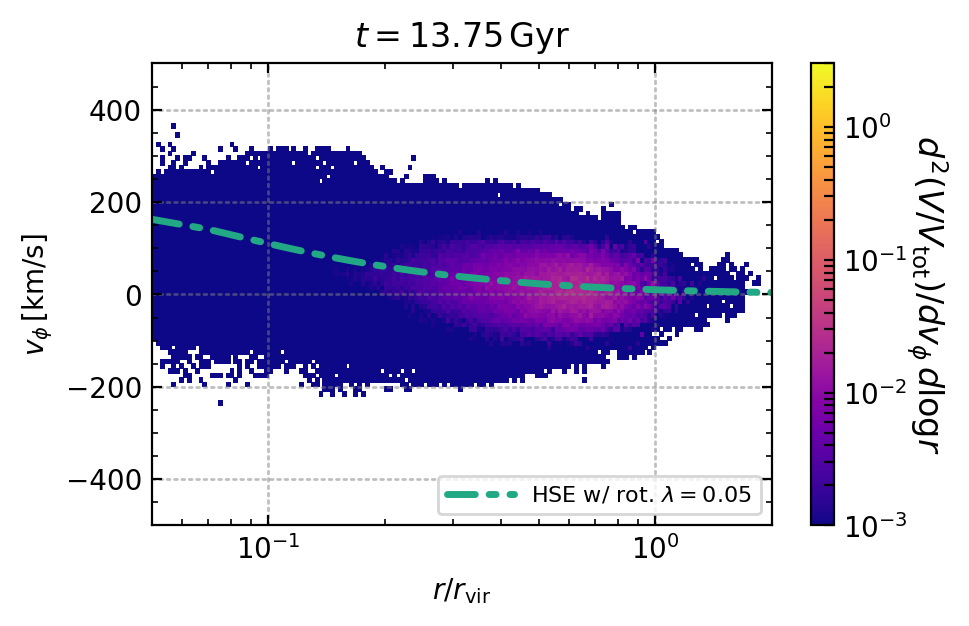 t = 13.75 Gyr
400
200
0
−200
−400
v_ϕ [km/s]
10^−1
10^0
r/r_vir
HSE w/ rot. λ = 0.05
10^0
10^−1
10^−2
10^−3
d^2(V/V_tot)/dv_ϕ dlogr